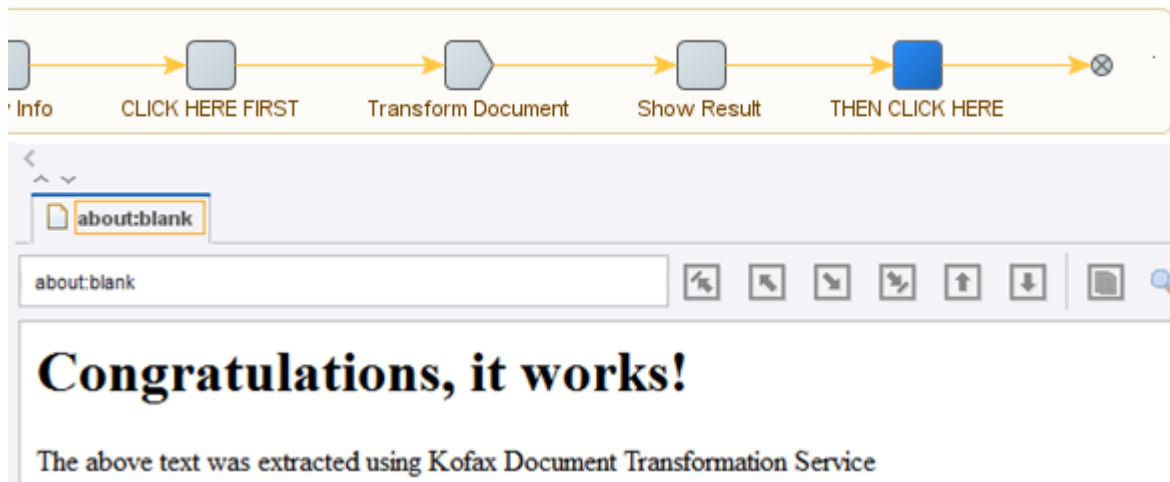 Info CLICK HERE FIRST Transform Document Show Result THEN CLICK HERE
about:blank
about:blank
Congratulations, it works!
The above text was extracted using Kofax Document Transformation Service